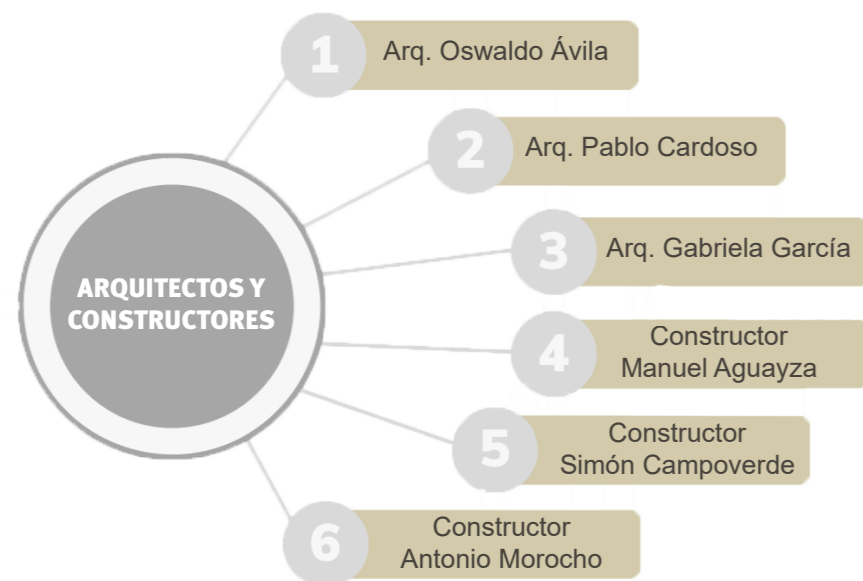 ARQUITECTOS Y
CONSTRUCTORES
1
Arq. Oswaldo Ávila
2
Arq. Pablo Cardoso
3
Arq. Gabriela García
4
Constructor
Manuel Aguayza
5
Constructor
Simón Campoverde
6
Constructor
Antonio Morocho